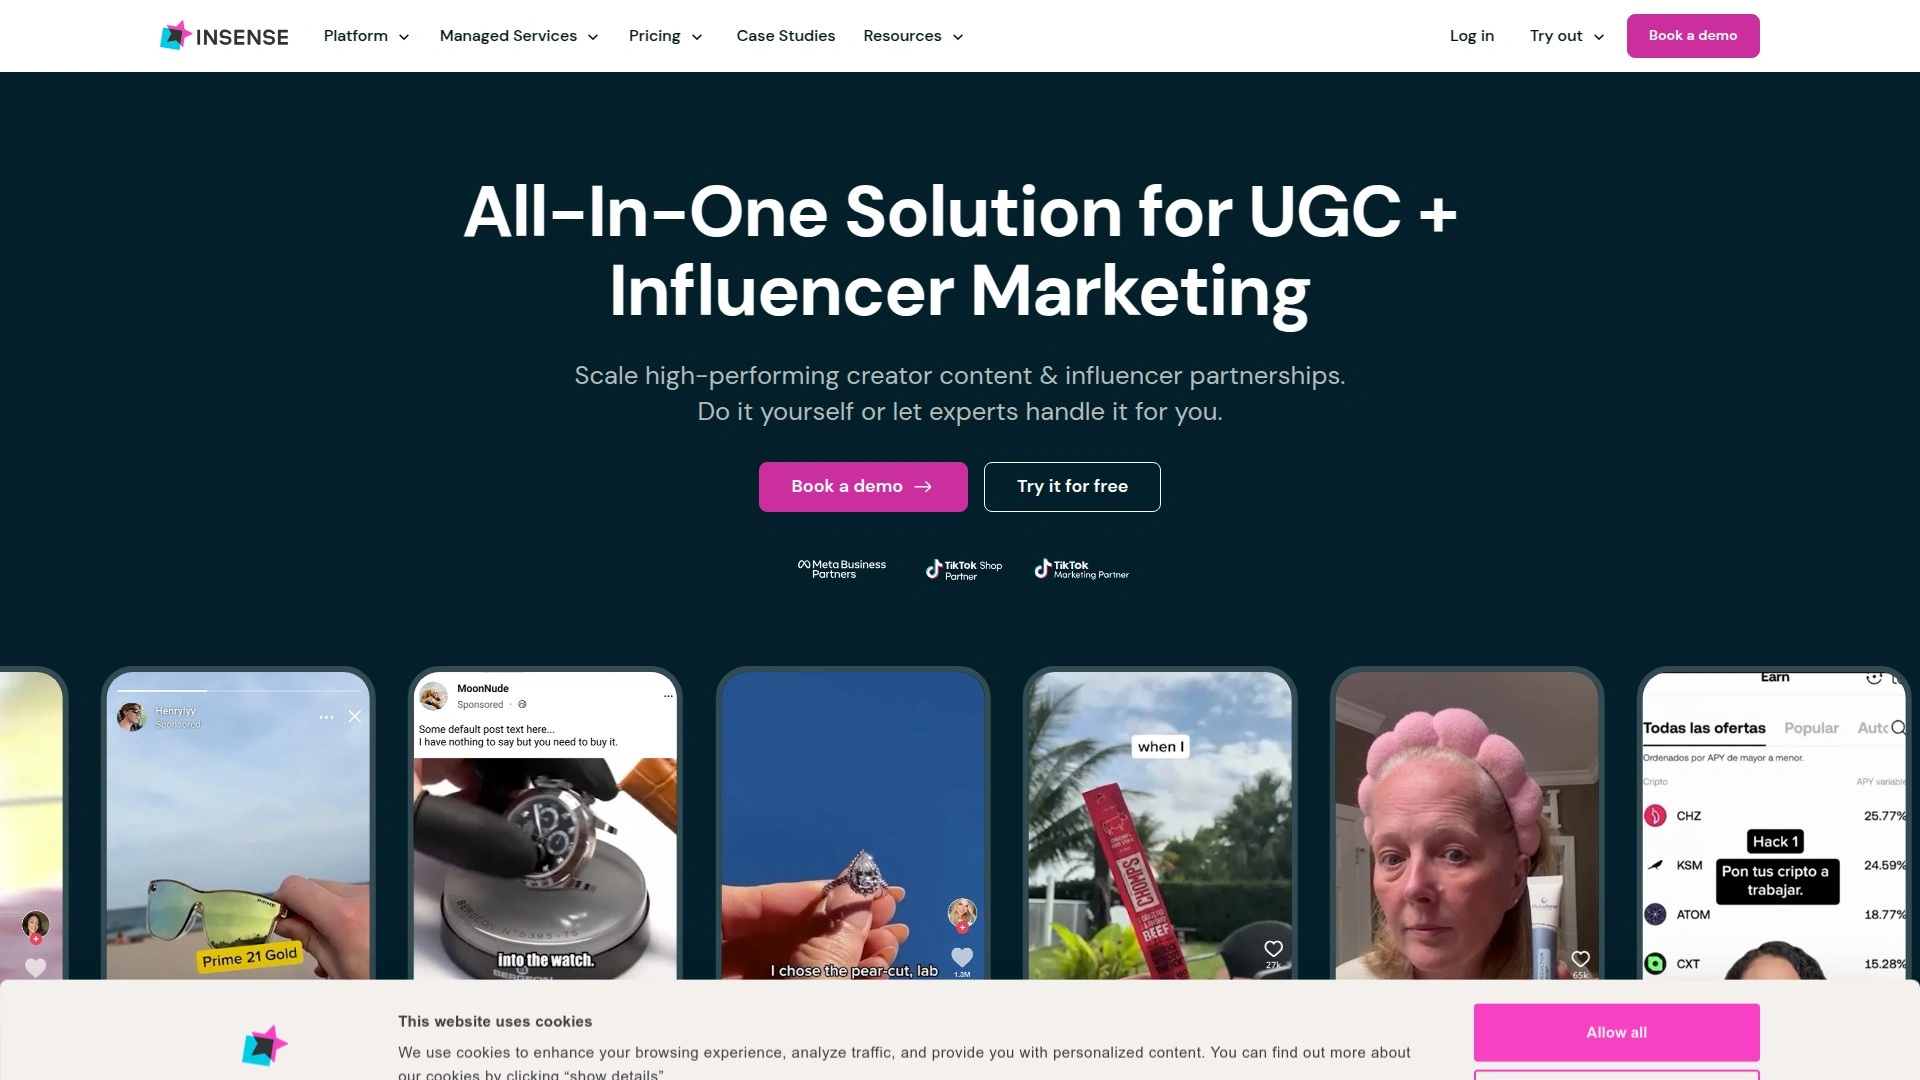 INSENSE
Platform
Managed Services
Pricing
Case Studies
Resources
Log in
Try out
Book a demo
All-In-One Solution for UGC +
Influencer Marketing
Scale high-performing creator content & influencer partnerships.
Do it yourself or let experts handle it for you.
Book a demo
Try it for free
Meta Business
Partners
TikTok Shop
Partner
TikTok
Marketing Partner
Henrylyy
Sponsored
Prime 21 Gold
MoonNude
Sponsored
Some default post text here...
I have nothing to say but you need to buy it.
BERGEON Nº5395-75
into the watch.
BERGEON
I chose the pear-cut, lab
1.3M
when I
CHOMPS
BEEF
27k
65k
Earn
Todas las ofertas
Popular
Ordenados por APY de mayor a menor.
Cripto
APY variable
CHZ
25.77%
Hack 1
KSM
24.59%
Pon tus cripto a
trabajar.
ATOM
18.77%
CXT
15.28%
This website uses cookies
We use cookies to enhance your browsing experience, analyze traffic, and provide you with personalized content. You can find out more about
our cookies by clicking “show details”
Allow all